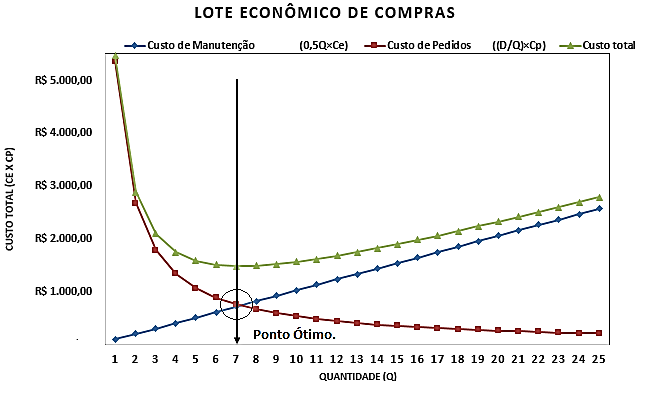 LOTE ECONÔMICO DE COMPRAS
Custo de Manutenção (0,5Q×Ce) Custo de Pedidos ((D/Q)×Cp) Custo total
R$ 5.000,00
R$ 4.000,00
R$ 3.000,00
R$ 2.000,00
R$ 1.000,00
CUSTO TOTAL (CE X CP)
Ponto Ótimo.
1 2 3 4 5 6 7 8 9 10 11 12 13 14 15 16 17 18 19 20 21 22 23 24 25
QUANTIDADE (Q)